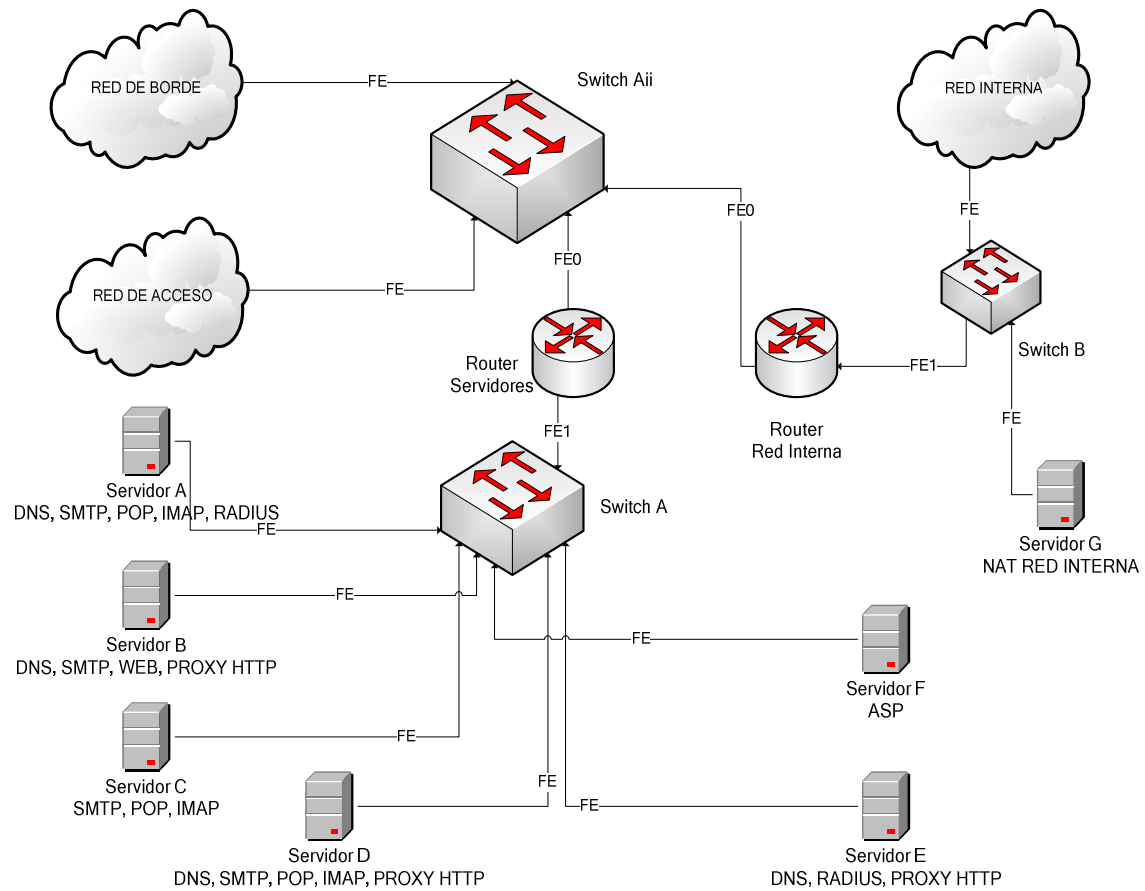 RED DE BORDE
FE
Switch Aii
RED INTERNA
FE0
FE
FE0
RED DE ACCESO
FE
Switch B
Router
Servidores
FE1
FE
Router
Red Interna
FE1
Servidor A
DNS, SMTP, POP, IMAP, RADIUS
FE
Switch A
Servidor G
NAT RED INTERNA
FE
Servidor B
DNS, SMTP, WEB, PROXY HTTP
FE
Servidor F
ASP
FE
Servidor C
SMTP, POP, IMAP
FE
FE
Servidor D
DNS, SMTP, POP, IMAP, PROXY HTTP
Servidor E
DNS, RADIUS, PROXY HTTP